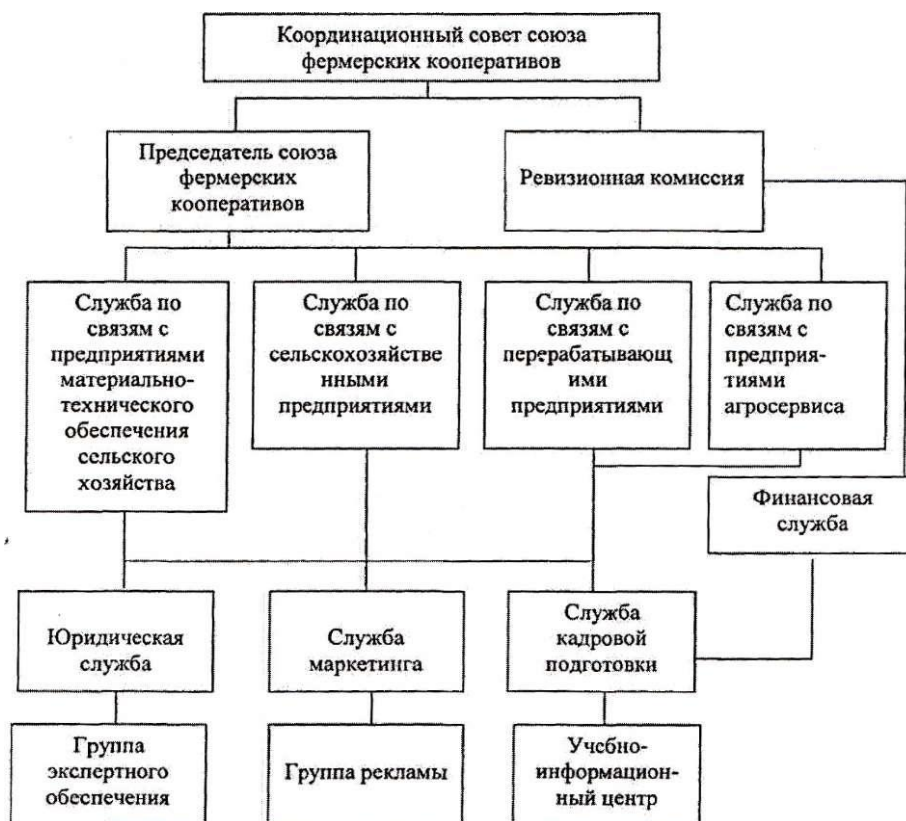 Координационный совет союза
фермерских кооперативов
Председатель союза
фермерских
кооперативов
Ревизионная комиссия
Служба по
связям с
предприятиями
материально-
технического
обеспечения
сельского
хозяйства
Служба по
связям с
сельскохозяйстве
нными
предприятиями
Служба по
связям с
перерабатывающ
ими
предприятиями
Служба по
связям с
предприя-
тиями
агросервиса
Финансовая
служба
Юридическая
служба
Служба
маркетинга
Служба
кадровой
подготовки
Группа
экспертного
обеспечения
Группа рекламы
Учебно-
информацион-
ный центр